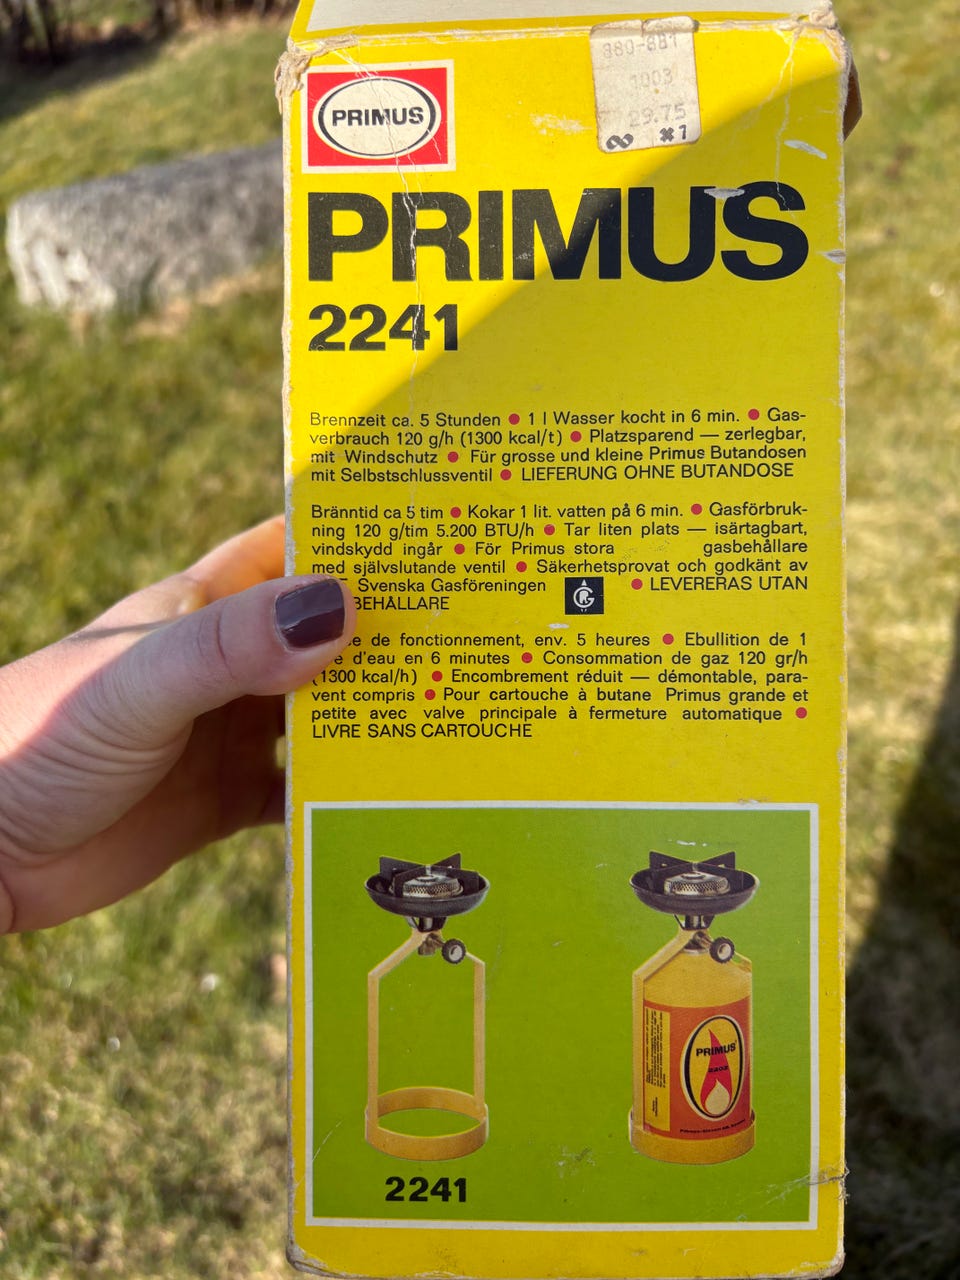 880-881
1003
29.75
∞ ×1
PRIMUS
PRIMUS
2241
Brennzeit ca. 5 Stunden ● 1 l Wasser kocht in 6 min. ● Gas-
verbrauch 120 g/h (1300 kcal/t) ● Platzsparend — zerlegbar,
mit Windschutz ● Für grosse und kleine Primus Butandosen
mit Selbstschlussventil ● LIEFERUNG OHNE BUTANDOSE
Bränntid ca 5 tim ● Kokar 1 lit. vatten på 6 min. ● Gasförbruk-
ning 120 g/tim 5.200 BTU/h ● Tar liten plats — isärtagbart,
vindskydd ingår ● För Primus stora gasbehållare
med självslutande ventil ● Säkerhetsprovat och godkänt av
Svenska Gasföreningen ● LEVERERAS UTAN
BEHÅLLARE
de fonctionnement, env. 5 heures ● Ebullition de 1
d'eau en 6 minutes ● Consommation de gaz 120 gr/h
(1300 kcal/h) ● Encombrement réduit — démontable, para-
vent compris ● Pour cartouche à butane Primus grande et
petite avec valve principale à fermeture automatique ●
LIVRE SANS CARTOUCHE
PRIMUS
2241